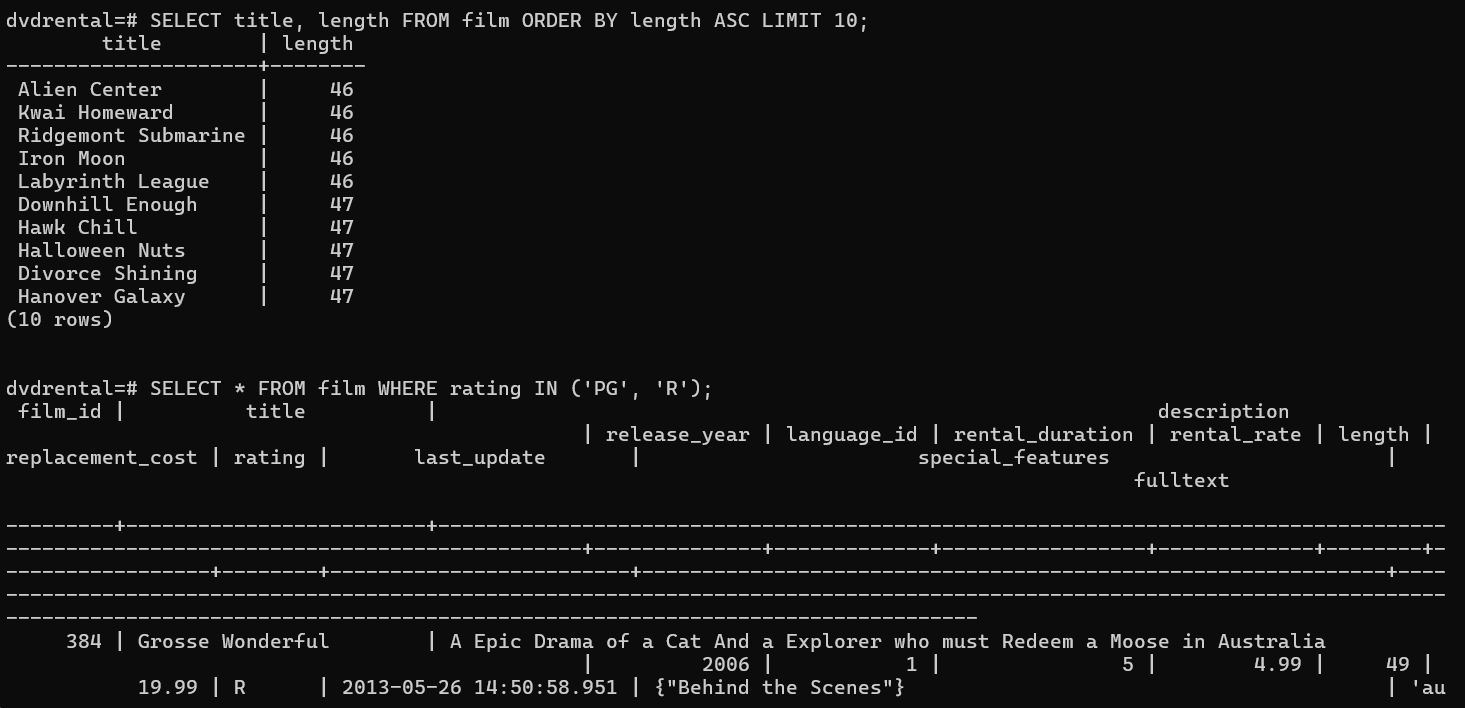 dvdrental=# SELECT title, length FROM film ORDER BY length ASC LIMIT 10;
        title        | length
---------------------+--------
 Alien Center        |     46
 Kwai Homeward       |     46
 Ridgemont Submarine |     46
 Iron Moon           |     46
 Labyrinth League    |     46
 Downhill Enough     |     47
 Hawk Chill          |     47
 Halloween Nuts      |     47
 Divorce Shining     |     47
 Hanover Galaxy      |     47
(10 rows)
dvdrental=# SELECT * FROM film WHERE rating IN ('PG', 'R');
 film_id |          title          |                                                            description
                                                | release_year | language_id | rental_duration | rental_rate | length |
replacement_cost | rating |       last_update       |                       special_features                       |
                                                                                              fulltext
---------+-------------------------+------------------------------------------------------------------------------------
------------------------------------------------+--------------+-------------+-----------------+-------------+--------+-
-----------------+--------+-------------------------+--------------------------------------------------------------+----
------------------------------------------------------------------------------------------------------------------------
---------------------------------------------------------------------------------
     384 | Grosse Wonderful        | A Epic Drama of a Cat And a Explorer who must Redeem a Moose in Australia
                                                |         2006 |           1 |               5 |        4.99 |     49 |
           19.99 | R      | 2013-05-26 14:50:58.951 | {"Behind the Scenes"}                                        | 'au